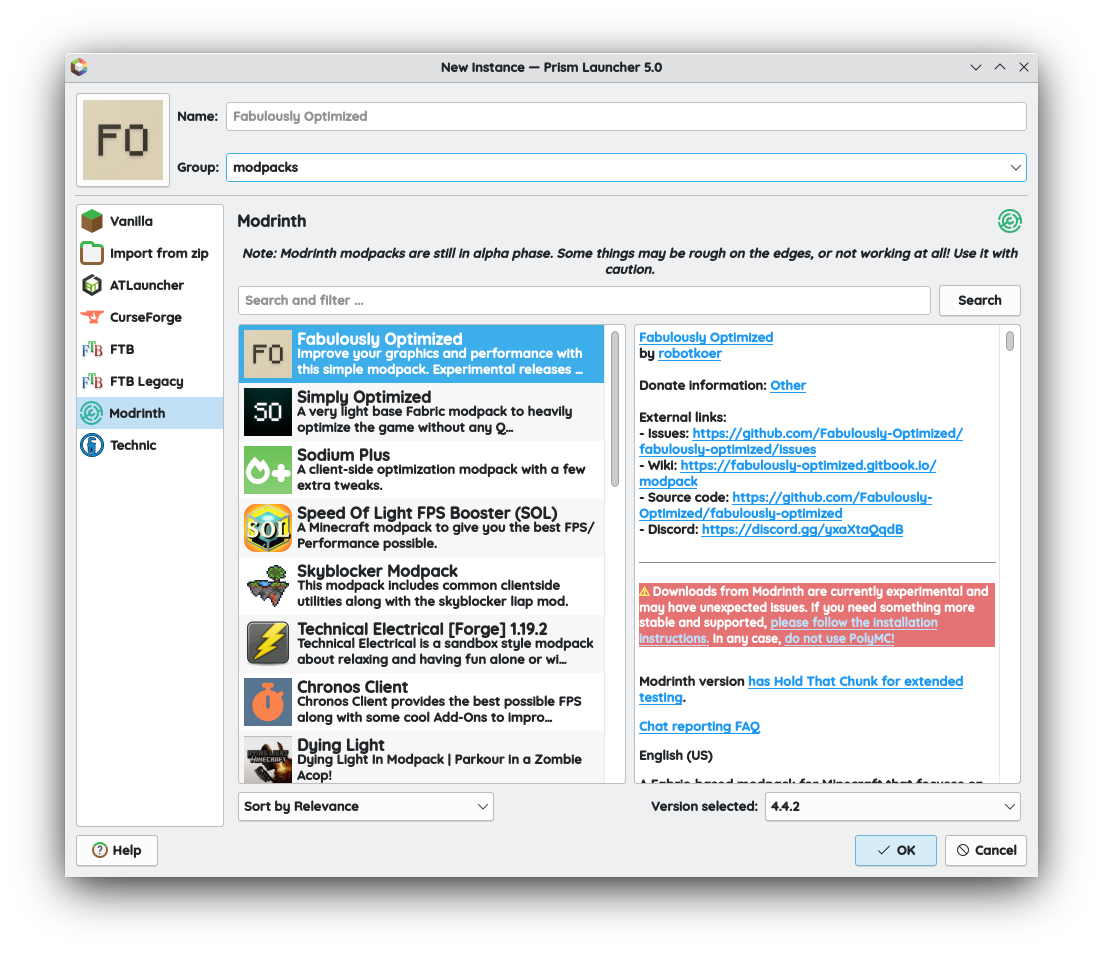 New Instance — Prism Launcher 5.0
FO
Name:
Fabulously Optimized
Group:
modpacks
Vanilla
Import from zip
ATLauncher
CurseForge
FTB FTB
FTB FTB Legacy
Modrinth
Technic
Modrinth
Note: Modrinth modpacks are still in alpha phase. Some things may be rough on the edges, or not working at all! Use it with
caution.
Search and filter ...
Search
FO
Fabulously Optimized
Improve your graphics and performance with
this simple modpack. Experimental releases ...
SO
Simply Optimized
A very light base Fabric modpack to heavily
optimize the game without any Q...
Sodium Plus
A client-side optimization modpack with a few
extra tweaks.
SOL
Speed Of Light FPS Booster (SOL)
A Minecraft modpack to give you the best FPS/
Performance possible.
Skyblocker Modpack
This modpack includes common clientside
utilities along with the skyblocker liap mod.
Technical Electrical [Forge] 1.19.2
Technical Electrical is a sandbox style modpack
about relaxing and having fun alone or wi...
Chronos Client
Chronos Client provides the best possible FPS
along with some cool Add-Ons to impro...
DYING LIGHT
MINECRAFT
Dying Light
Dying Light In Modpack | Parkour in a Zombie
Acop!
Fabulously Optimized
by robotkoer
Donate information: Other
External links:
- Issues: https://github.com/Fabulously-Optimized/
fabulously-optimized/issues
- Wiki: https://fabulously-optimized.gitbook.io/
modpack
- Source code: https://github.com/Fabulously-
Optimized/fabulously-optimized
- Discord: https://discord.gg/yxaXtaQqdB
⚠ Downloads from Modrinth are currently experimental and
may have unexpected issues. If you need something more
stable and supported, please follow the installation
instructions. In any case, do not use PolyMC!
Modrinth version has Hold That Chunk for extended
testing.
Chat reporting FAQ
English (US)
A Fabric-based modpack for Minecraft that focuses on
Sort by Relevance
Version selected:
4.4.2
Help
OK
Cancel